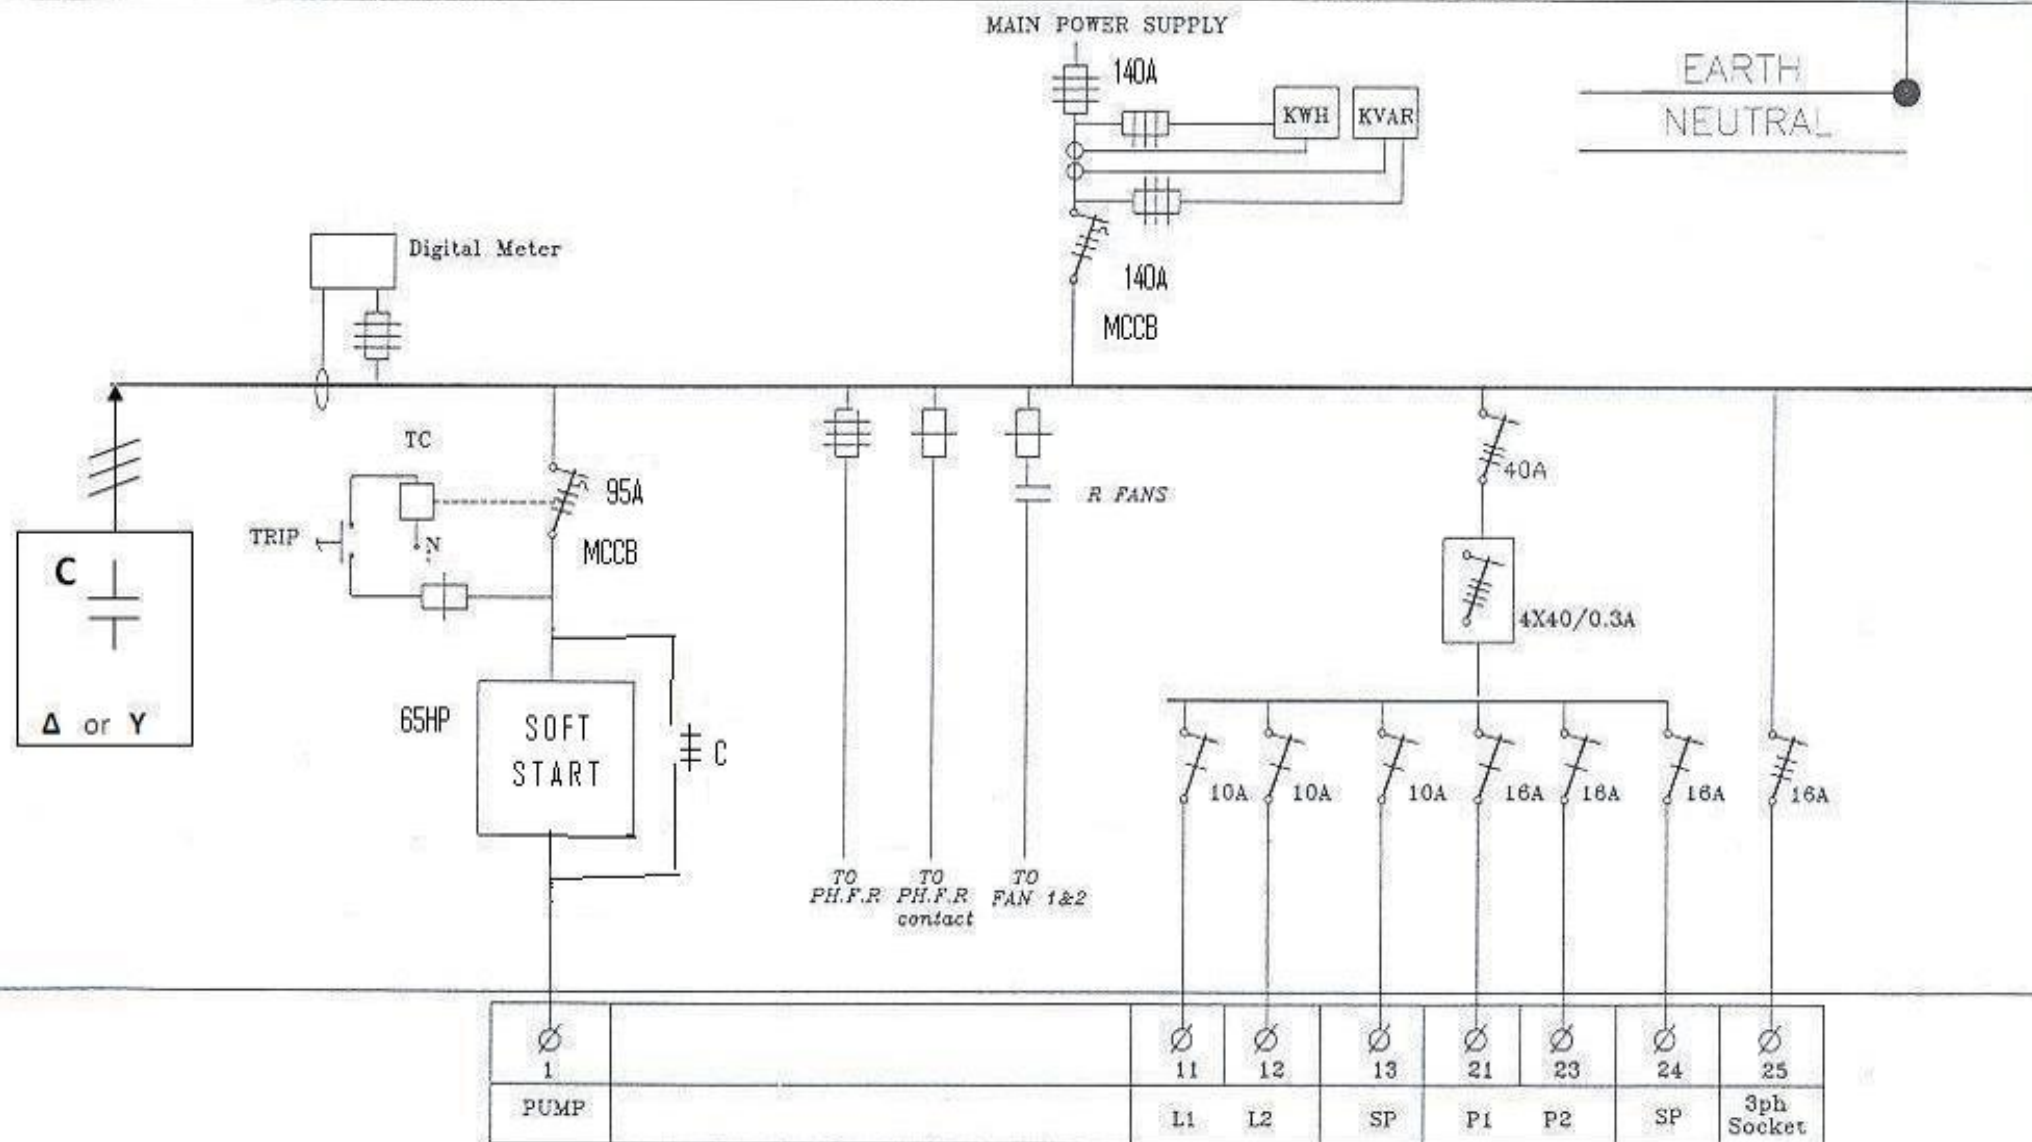 MAIN POWER SUPPLY
140A
KWH
KVAR
EARTH
NEUTRAL
Digital Meter
140A
MCCB
TC
TRIP
N
95A
MCCB
R FANS
40A
C
Δ or Y
65HP
SOFT
START
C
4X40/0.3A
10A
10A
10A
16A
16A
16A
16A
TO
PH.F.R
TO
PH.F.R
contact
TO
FAN 1&2
1
11
12
13
21
23
24
25
PUMP
L1
L2
SP
P1
P2
SP
3ph
Socket